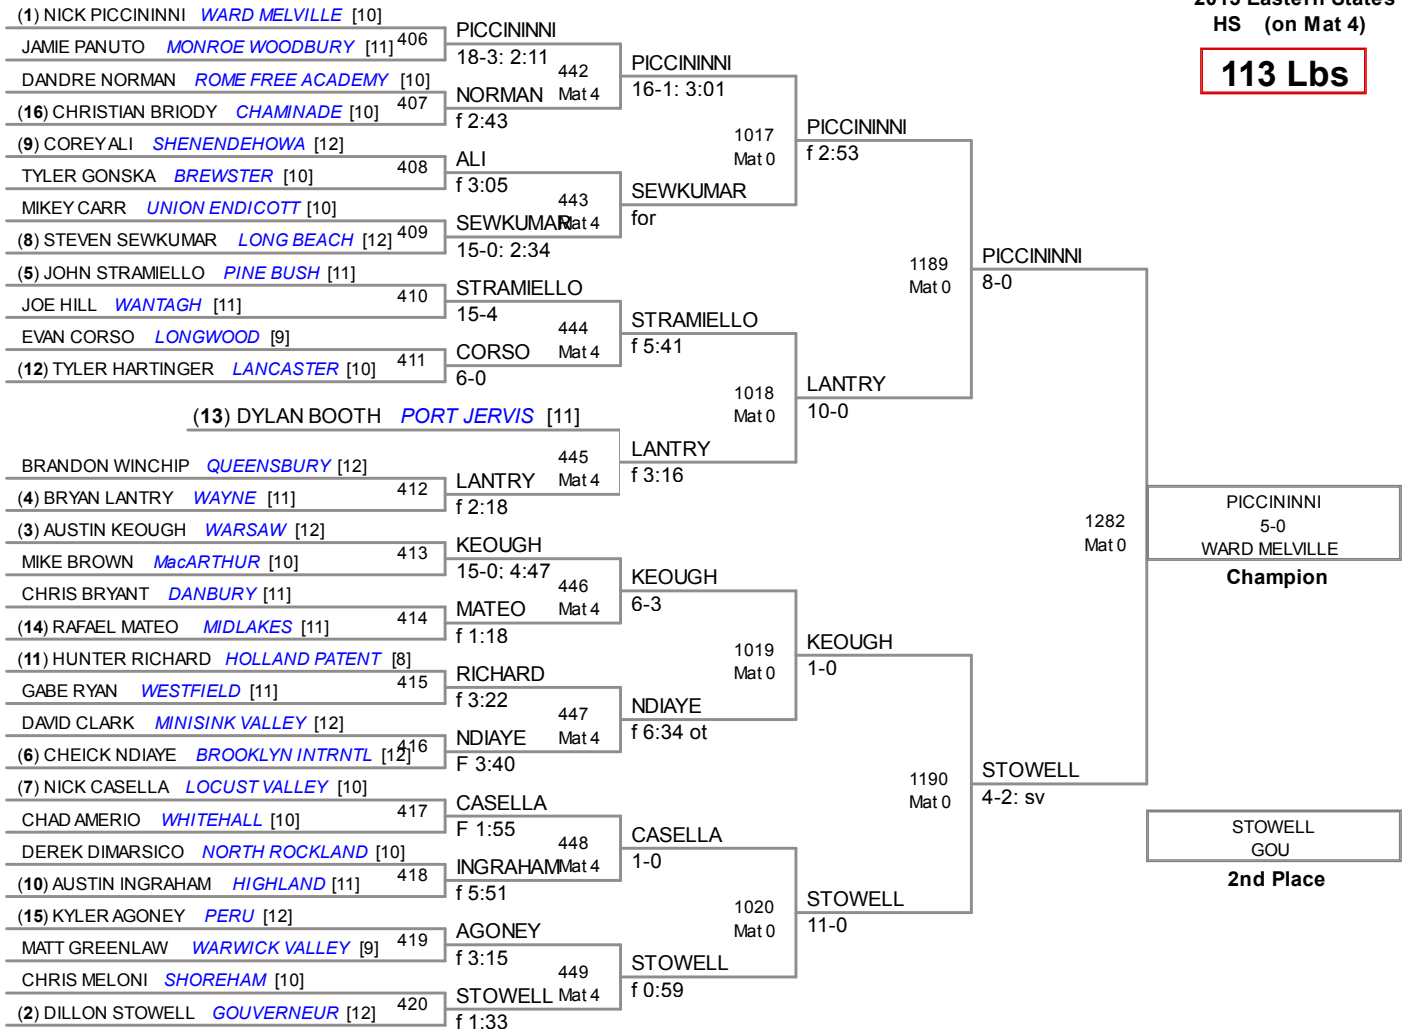 2015 Eastern States
HS (on Mat 4)
113 Lbs
(1) NICK PICCININNI WARD MELVILLE [10]
JAMIE PANUTO MONROE WOODBURY [11]
406
DANDRE NORMAN ROME FREE ACADEMY [10]
(16) CHRISTIAN BRIODY CHAMINADE [10]
407
(9) COREY ALI SHENENDEHOWA [12]
TYLER GONSKA BREWSTER [10]
408
MIKEY CARR UNION ENDICOTT [10]
(8) STEVEN SEWKUMAR LONG BEACH [12]
409
(5) JOHN STRAMIELLO PINE BUSH [11]
JOE HILL WANTAGH [11]
410
EVAN CORSO LONGWOOD [9]
(12) TYLER HARTINGER LANCASTER [10]
411
(13) DYLAN BOOTH PORT JERVIS [11]
BRANDON WINCHIP QUEENSBURY [12]
(4) BRYAN LANTRY WAYNE [11]
412
(3) AUSTIN KEOUGH WARSAW [12]
MIKE BROWN MacARTHUR [10]
413
CHRIS BRYANT DANBURY [11]
(14) RAFAEL MATEO MIDLAKES [11]
414
(11) HUNTER RICHARD HOLLAND PATENT [8]
GABE RYAN WESTFIELD [11]
415
DAVID CLARK MINISINK VALLEY [12]
(6) CHEICK NDIAYE BROOKLYN INTRNTL [12]
416
(7) NICK CASELLA LOCUST VALLEY [10]
CHAD AMERIO WHITEHALL [10]
417
DEREK DIMARSICO NORTH ROCKLAND [10]
(10) AUSTIN INGRAHAM HIGHLAND [11]
418
(15) KYLER AGONEY PERU [12]
MATT GREENLAW WARWICK VALLEY [9]
419
CHRIS MELONI SHOREHAM [10]
(2) DILLON STOWELL GOUVERNEUR [12]
420
PICCININNI
18-3: 2:11
442
Mat 4
NORMAN
f 2:43
ALI
f 3:05
443
Mat 4
SEWKUMAR
15-0: 2:34
STRAMIELLO
15-4
444
Mat 4
CORSO
6-0
445
Mat 4
LANTRY
f 2:18
KEOUGH
15-0: 4:47
446
Mat 4
MATEO
f 1:18
RICHARD
f 3:22
447
Mat 4
NDIAYE
F 3:40
CASELLA
F 1:55
448
Mat 4
INGRAHAM
f 5:51
AGONEY
f 3:15
449
Mat 4
STOWELL
f 1:33
PICCININNI
16-1: 3:01
1017
Mat 0
SEWKUMAR
for
STRAMIELLO
f 5:41
1018
Mat 0
LANTRY
f 3:16
KEOUGH
6-3
1019
Mat 0
NDIAYE
f 6:34 ot
CASELLA
1-0
1020
Mat 0
STOWELL
f 0:59
PICCININNI
f 2:53
1189
Mat 0
LANTRY
10-0
KEOUGH
1-0
1190
Mat 0
STOWELL
11-0
PICCININNI
8-0
1282
Mat 0
STOWELL
4-2: sv
PICCININNI
5-0
WARD MELVILLE
Champion
STOWELL
GOU
2nd Place